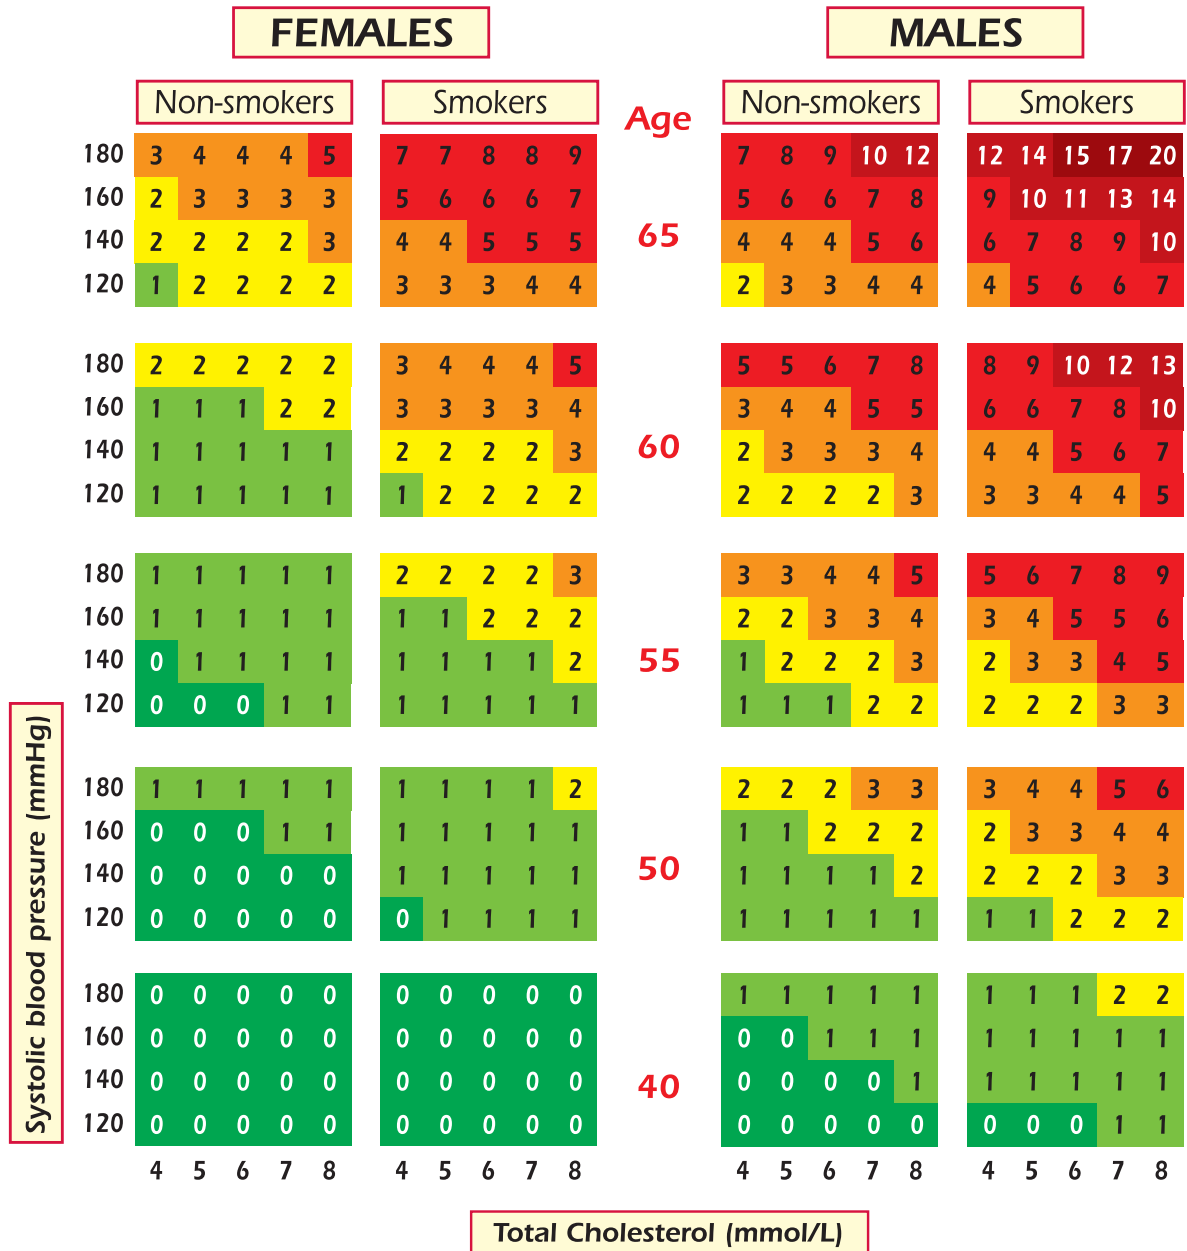 FEMALES MALES
Non-smokers Smokers Age Non-smokers Smokers
180 3 4 4 4 5 7 7 8 8 9 7 8 9 10 12 12 14 15 17 20
160 2 3 3 3 3 5 6 6 6 7 5 6 6 7 8 9 10 11 13 14
65
140 2 2 2 2 3 4 4 5 5 5 4 4 4 5 6 6 7 8 9 10
120 1 2 2 2 2 3 3 3 4 4 2 3 3 4 4 4 5 6 6 7
180 2 2 2 2 2 3 4 4 4 5 5 5 6 7 8 8 9 10 12 13
160 1 1 1 2 2 3 3 3 3 4 3 4 4 5 5 6 6 7 8 10
60
140 1 1 1 1 1 2 2 2 2 3 2 3 3 3 4 4 4 5 6 7
120 1 1 1 1 1 1 2 2 2 2 2 2 2 2 3 3 3 4 4 5
180 1 1 1 1 1 2 2 2 2 3 3 3 4 4 5 5 6 7 8 9
160 1 1 1 1 1 1 1 2 2 2 2 2 3 3 4 3 4 5 5 6
55
140 0 1 1 1 1 1 1 1 1 2 1 2 2 2 3 2 3 3 4 5
120 0 0 0 1 1 1 1 1 1 1 1 1 1 2 2 2 2 2 3 3
180 1 1 1 1 1 1 1 1 1 2 2 2 2 3 3 3 4 4 5 6
160 0 0 0 1 1 1 1 1 1 1 1 1 2 2 2 2 3 3 4 4
50
140 0 0 0 0 0 1 1 1 1 1 1 1 1 1 2 2 2 2 3 3
120 0 0 0 0 0 0 1 1 1 1 1 1 1 1 1 1 1 2 2 2
180 0 0 0 0 0 0 0 0 0 0 1 1 1 1 1 1 1 1 2 2
160 0 0 0 0 0 0 0 0 0 0 0 0 1 1 1 1 1 1 1 1
40
140 0 0 0 0 0 0 0 0 0 0 0 0 0 0 1 1 1 1 1 1
120 0 0 0 0 0 0 0 0 0 0 0 0 0 0 0 0 0 0 1 1
4 5 6 7 8 4 5 6 7 8 4 5 6 7 8 4 5 6 7 8
Systolic blood pressure (mmHg)
Total Cholesterol (mmol/L)